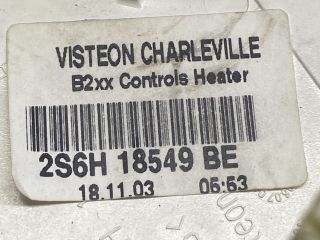 VISTEON CHARLEVILLE
B2xx Controls Heater
2S6H 18549 BE
18.11.03 05:53